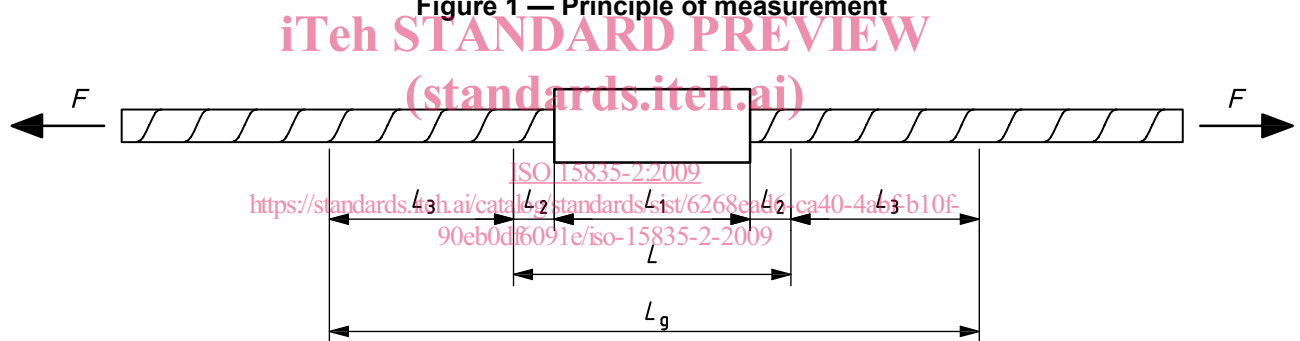 Figure 1 — Principle of measurement
iTeh STANDARD PREVIEW
(standards.iteh.ai)
F F
ISO 15835-2:2009
https://standards.iteh.ai/catalog/standards/sist/6268ead6-ca40-4abf-b10f-
L3 L2 L1 L2 L3
90eb0df6091e/iso-15835-2-2009
L
Lg